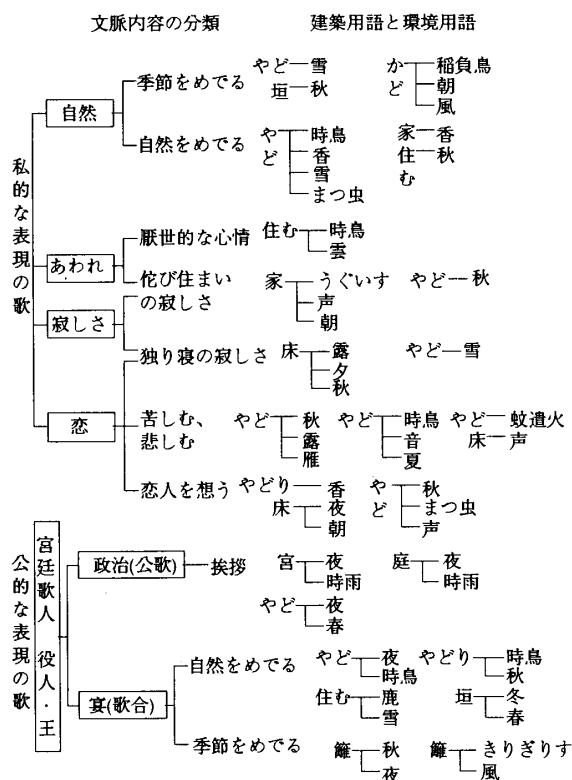 文脈内容の分類 建築用語と環境用語
私的な表現の歌
自然
季節をめでる やど 雪 かど 稲負鳥
垣 秋 朝
風
自然をめでる やど 時鳥 家 香
香 住む 秋
雪
まつ虫
あわれ
厭世的な心情 住む 時鳥
雲
侘び住まい 家 うぐいす やど 秋
の寂しさ 声
朝
寂しさ
独り寝の寂しさ 床 露 やど 雪
夕
秋
恋
苦しむ、 やど 秋 やど 時鳥 やど 蚊遣火
悲しむ 露 音 床 声
雁 夏
恋人を想う やどり 香 やど 秋
床 夜 まつ虫
朝 声
公的な表現の歌
宮廷歌人 役人・王
政治(公歌) 挨拶 宮 夜 庭 夜
時雨 時雨
やど 夜
春
宴(歌合)
自然をめでる やど 夜 やどり 時鳥
時鳥 秋
住む 鹿 垣 冬
雪 春
季節をめでる 籬 秋 籬 きりぎりす
夜 風